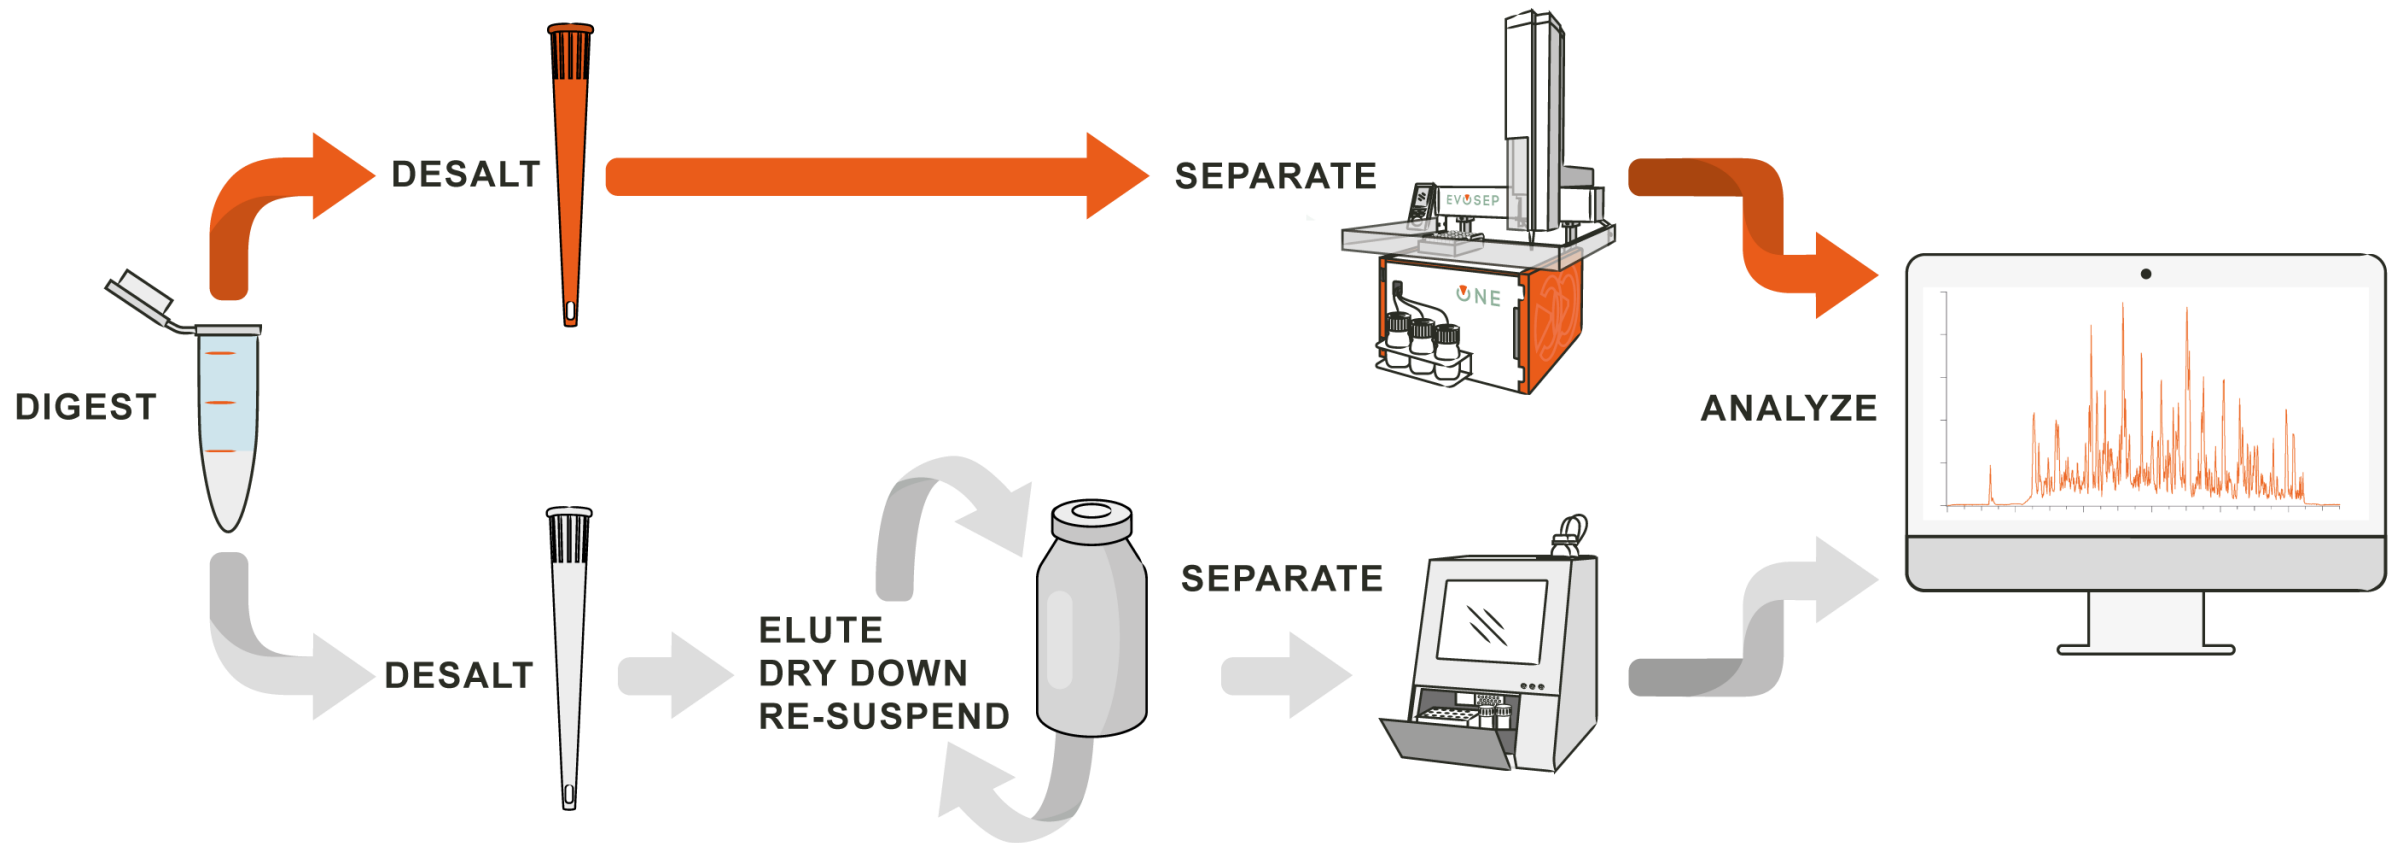 DESALT
SEPARATE
EVOSEP
ONE
DIGEST
ANALYZE
DESALT
ELUTE
DRY DOWN
RE-SUSPEND
SEPARATE